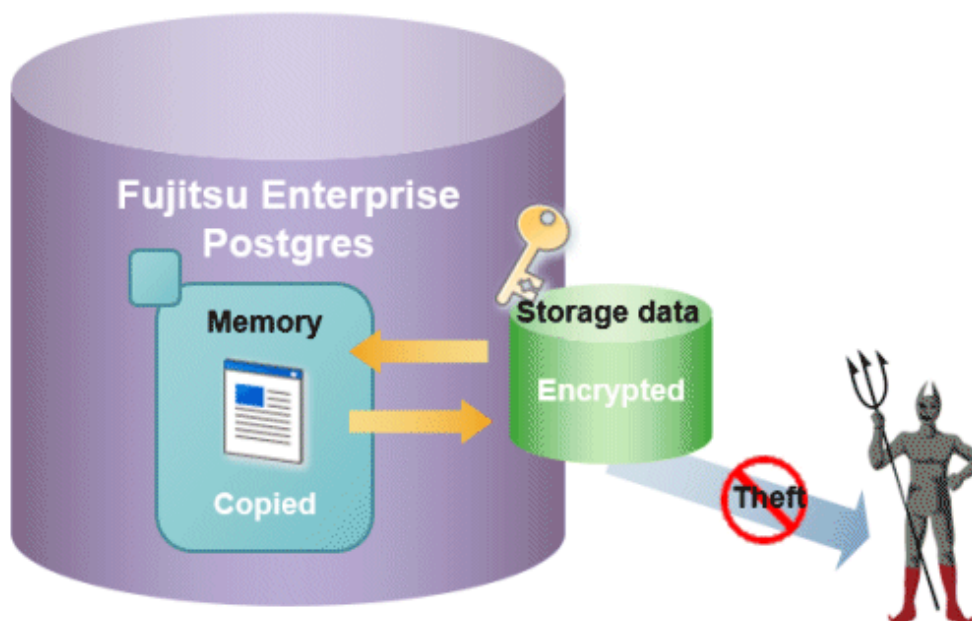 Fujitsu Enterprise
Postgres
Memory
Copied
Storage data
Encrypted
Theft